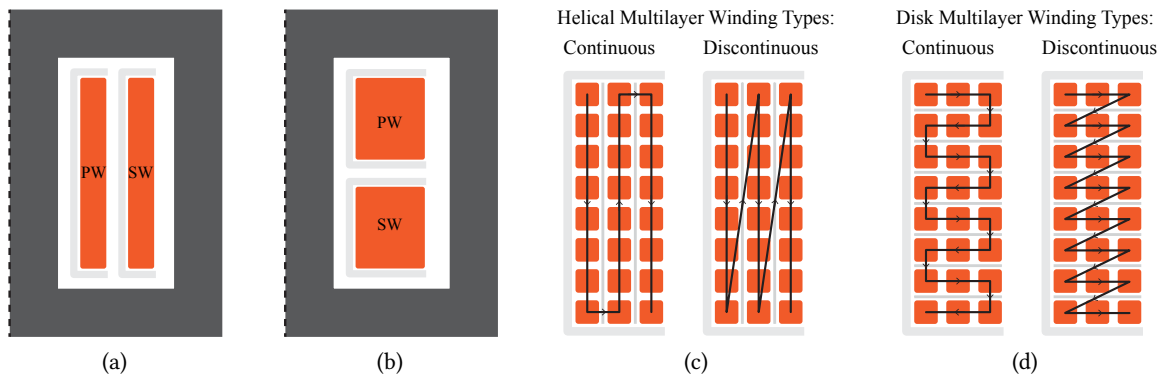 Helical Multilayer Winding Types:
Continuous
Discontinuous
Disk Multilayer Winding Types:
Continuous
Discontinuous
PW
SW
PW
SW
(a)
(b)
(c)
(d)